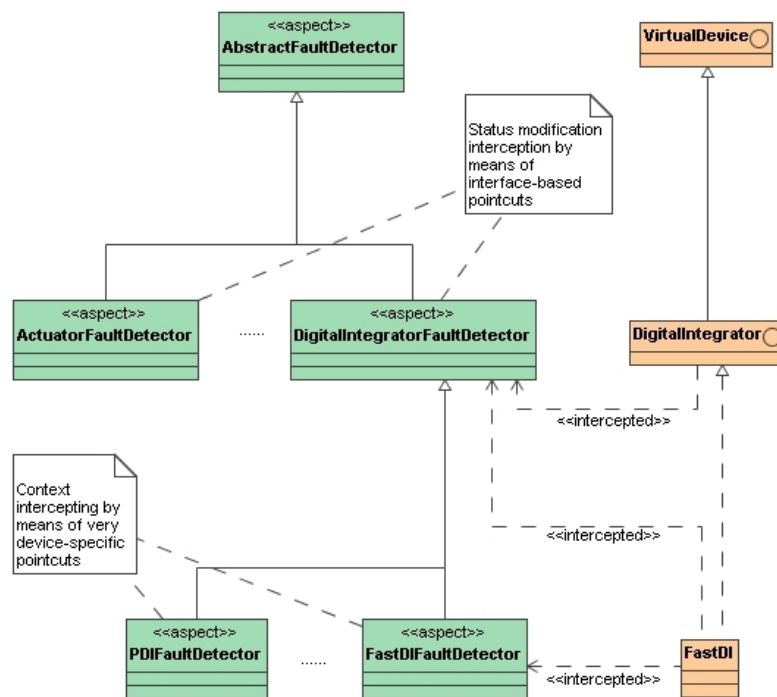 <<aspect>>
AbstractFaultDetector
VirtualDevice
Status modification
interception by
means of
interface-based
pointcuts
<<aspect>>
ActuatorFaultDetector
......
<<aspect>>
DigitalIntegratorFaultDetector
DigitalIntegrator
<<intercepted>>
Context
intercepting by
means of very
device-specific
pointcuts
<<intercepted>>
<<aspect>>
PDIFaultDetector
......
<<aspect>>
FastDIFaultDetector
<<intercepted>>
FastDI